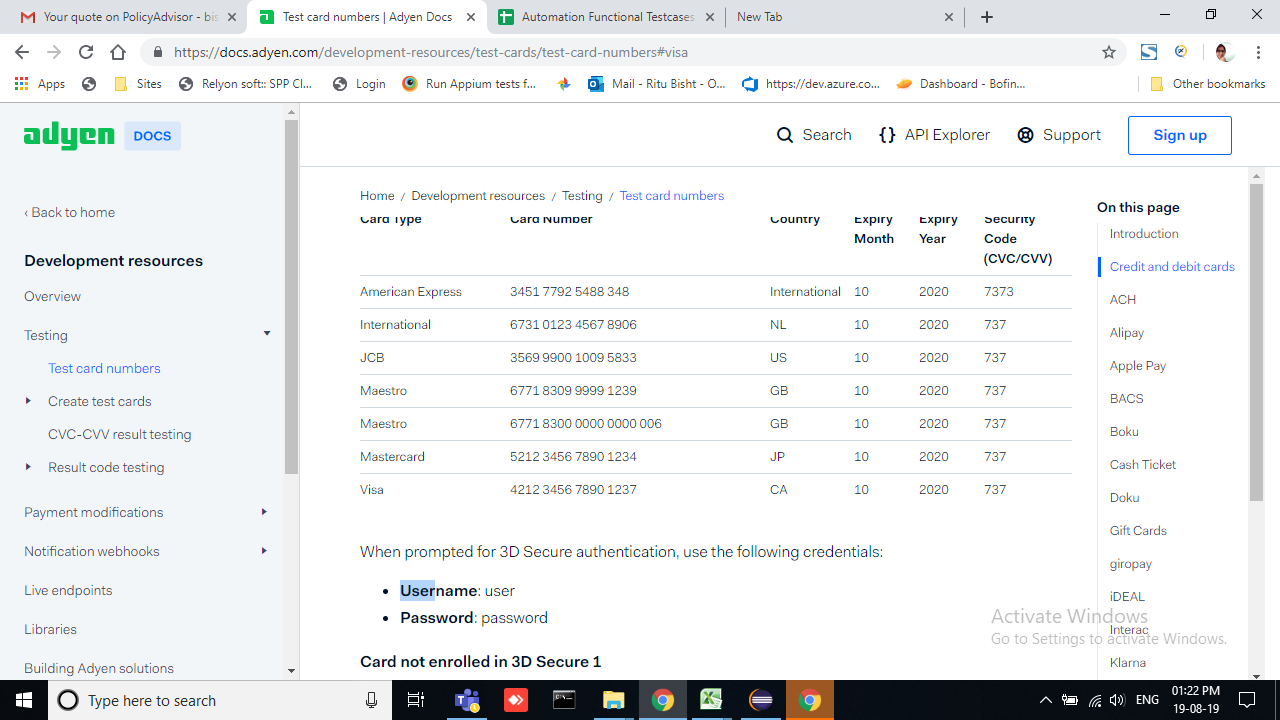 Your quote on PolicyAdvisor - bis
Test card numbers | Adyen Docs
Automation Functional Testcases
New Tab
https://docs.adyen.com/development-resources/test-cards/test-card-numbers#visa
Apps
Sites
Relyon soft:: SPP Cl...
Login
Run Appium tests f...
Mail - Ritu Bisht - O...
https://dev.azure.co...
Dashboard - Bofin...
Other bookmarks
adyen DOCS
Search
{} API Explorer
Support
Sign up
‹ Back to home
Development resources
Overview
Testing
Test card numbers
Create test cards
CVC-CVV result testing
Result code testing
Payment modifications
Notification webhooks
Live endpoints
Libraries
Building Adyen solutions
Home / Development resources / Testing / Test card numbers
Card Type Card Number Country Expiry Month Expiry Year Security Code (CVC/CVV)
American Express 3451 7792 5488 348 International 10 2020 7373
International 6731 0123 4567 8906 NL 10 2020 737
JCB 3569 9900 1009 5833 US 10 2020 737
Maestro 6771 8309 9999 1239 GB 10 2020 737
Maestro 6771 8300 0000 0000 006 GB 10 2020 737
Mastercard 5212 3456 7890 1234 JP 10 2020 737
Visa 4212 3456 7890 1237 CA 10 2020 737
When prompted for 3D Secure authentication, use the following credentials:
• Username: user
• Password: password
Card not enrolled in 3D Secure 1
On this page
Introduction
Credit and debit cards
ACH
Alipay
Apple Pay
BACS
Boku
Cash Ticket
Doku
Gift Cards
giropay
iDEAL
Interac
Klarna
Activate Windows
Go to Settings to activate Windows.
Type here to search
ENG
01:22 PM
19-08-19